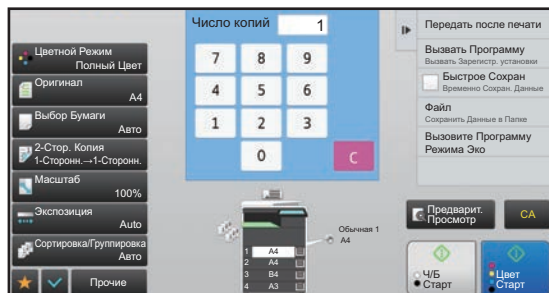 Число копий 1
Цветной Режим
Полный Цвет
Оригинал
A4
Выбор Бумаги
Авто
2-Стор. Копия
1-Сторонн.→1-Сторонн.
Масштаб
100%
Экспозиция
Auto
Сортировка/Группировка
Авто
Прочие
7 8 9
4 5 6
1 2 3
0 C
Обычная 1
A4
1 A4
2 A4
3 B4
4 A3
Передать после печати
Вызвать Программу
Вызвать Зарегистр. установки
Быстрое Сохран
Временно Сохран. Данные
Файл
Сохранить Данные в Папке
Вызовите Программу
Режима Эко
Предварит.
Просмотр
CA
Ч/Б
Старт
Цвет
Старт